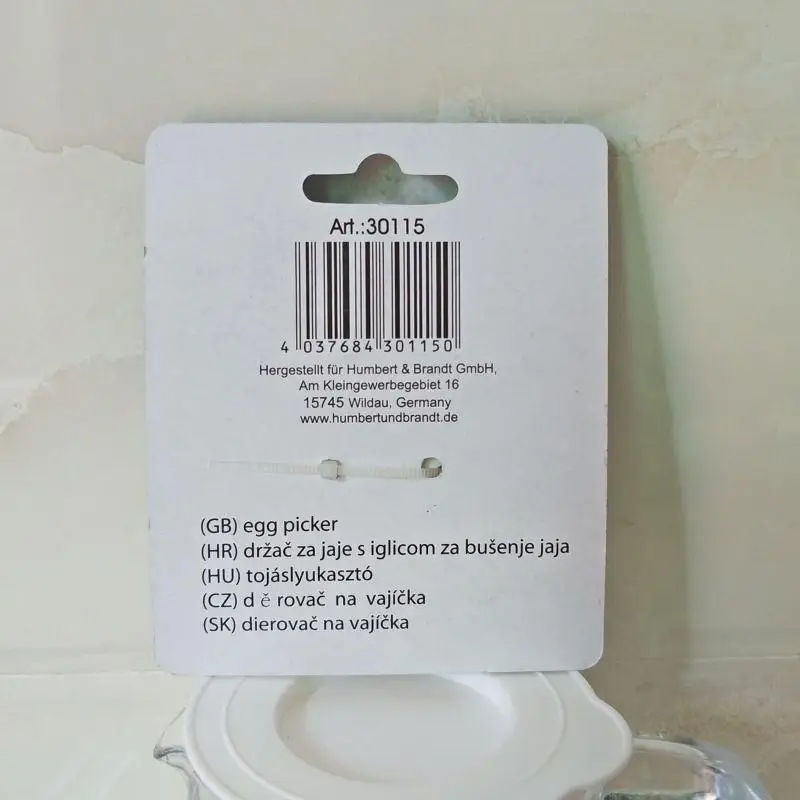 Art.:30115
4 037684 301150
Hergestellt für Humbert & Brandt GmbH,
Am Kleingewerbegebiet 16
15745 Wildau, Germany
www.humbertundbrandt.de
(GB) egg picker
(HR) držač za jaje s iglicom za bušenje jaja
(HU) tojáslyukasztó
(CZ) d ě rovač na vajíčka
(SK) dierovač na vajíčka